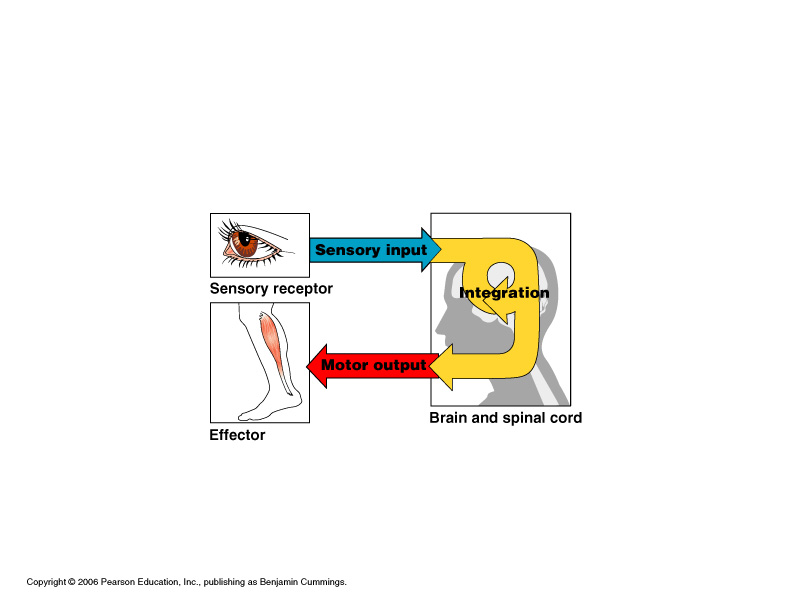 Sensory input
Sensory receptor
Integration
Motor output
Brain and spinal cord
Effector
Copyright © 2006 Pearson Education, Inc., publishing as Benjamin Cummings.